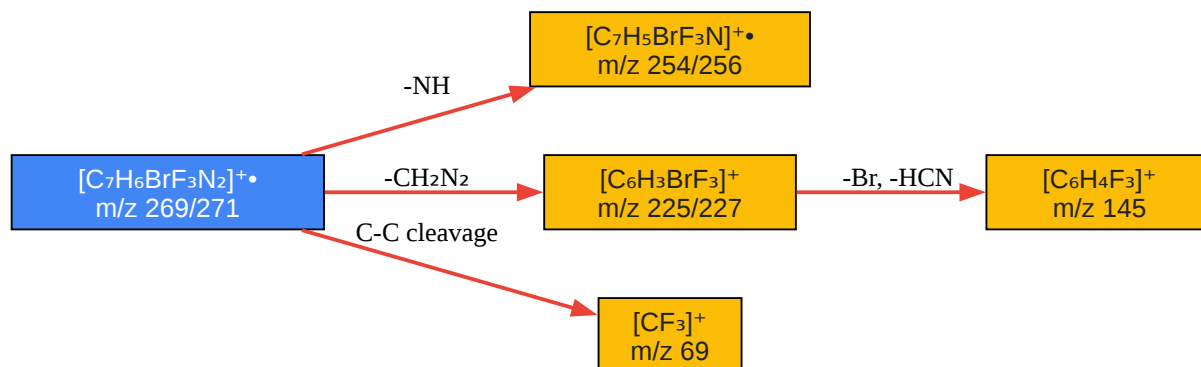 [C₇H₅BrF₃N]⁺•
m/z 254/256
-NH
[C₇H₆BrF₃N₂]⁺•
m/z 269/271
-CH₂N₂
[C₆H₃BrF₃]⁺
m/z 225/227
-Br, -HCN
[C₆H₄F₃]⁺
m/z 145
C-C cleavage
[CF₃]⁺
m/z 69